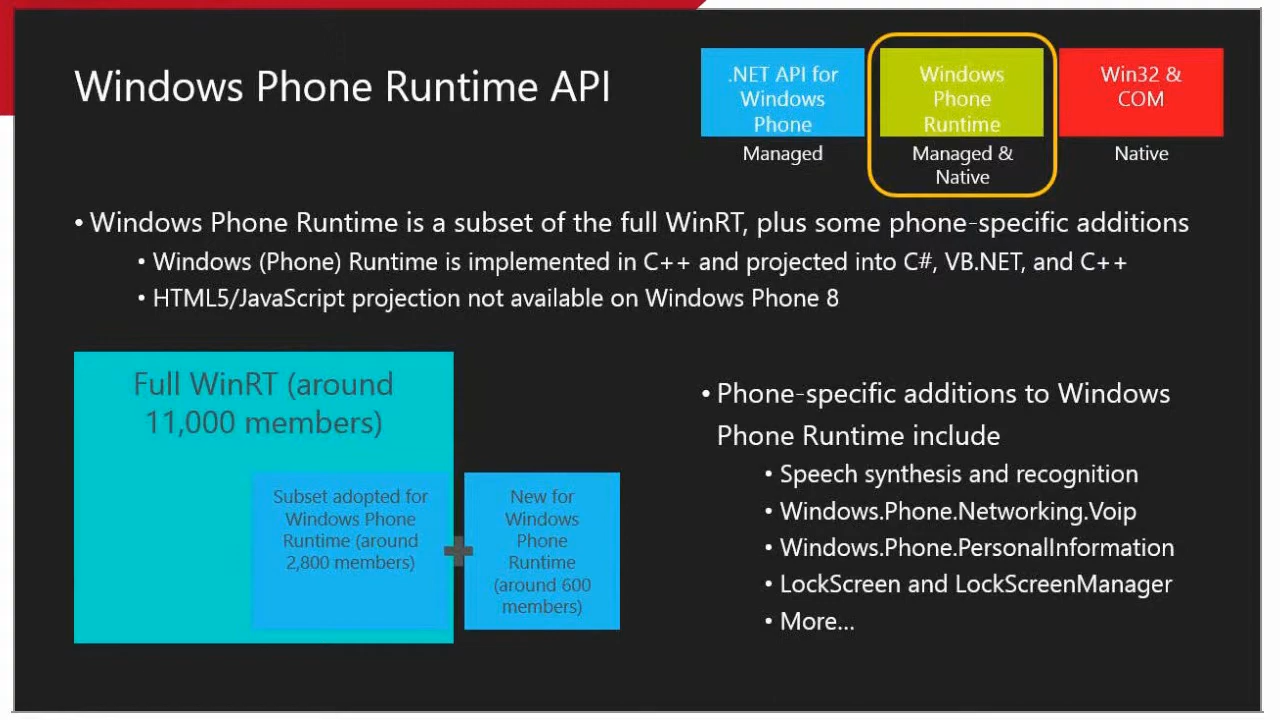 Windows Phone Runtime API
.NET API for
Windows
Phone
Managed
Windows
Phone
Runtime
Managed &
Native
Win32 &
COM
Native
• Windows Phone Runtime is a subset of the full WinRT, plus some phone-specific additions
• Windows (Phone) Runtime is implemented in C++ and projected into C#, VB.NET, and C++
• HTML5/JavaScript projection not available on Windows Phone 8
Full WinRT (around
11,000 members)
Subset adopted for
Windows Phone
Runtime (around
2,800 members)
New for
Windows
Phone
Runtime
(around 600
members)
• Phone-specific additions to Windows
Phone Runtime include
• Speech synthesis and recognition
• Windows.Phone.Networking.Voip
• Windows.Phone.PersonalInformation
• LockScreen and LockScreenManager
• More...